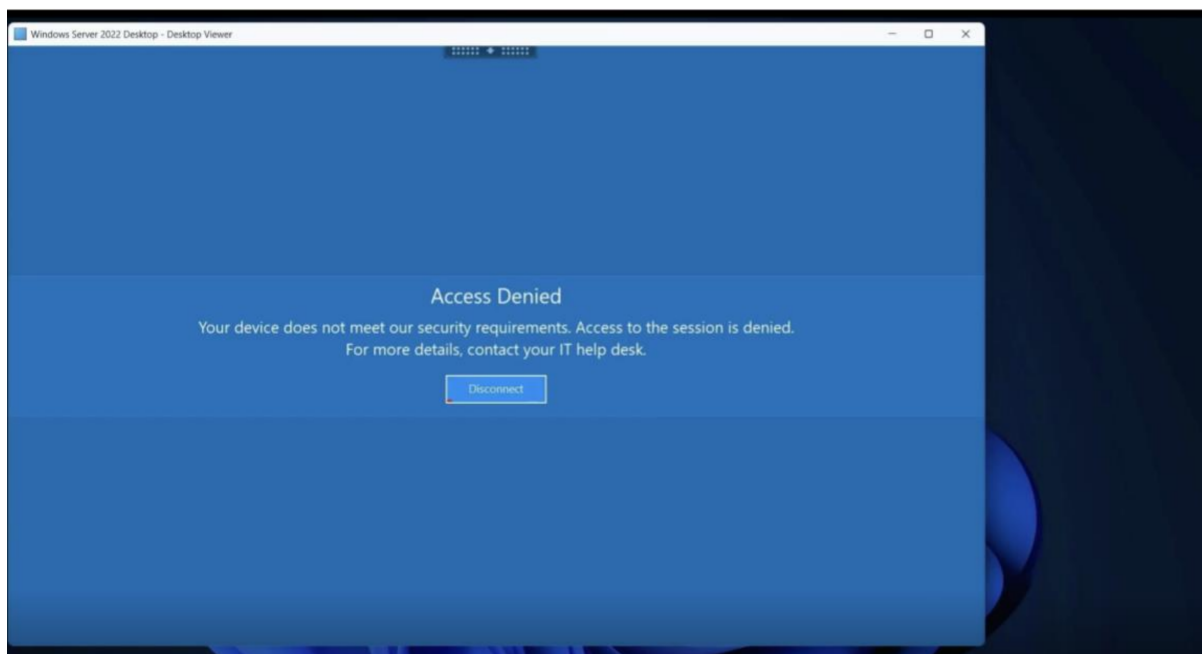 Windows Server 2022 Desktop - Desktop Viewer
Access Denied
Your device does not meet our security requirements. Access to the session is denied.
For more details, contact your IT help desk.
Disconnect